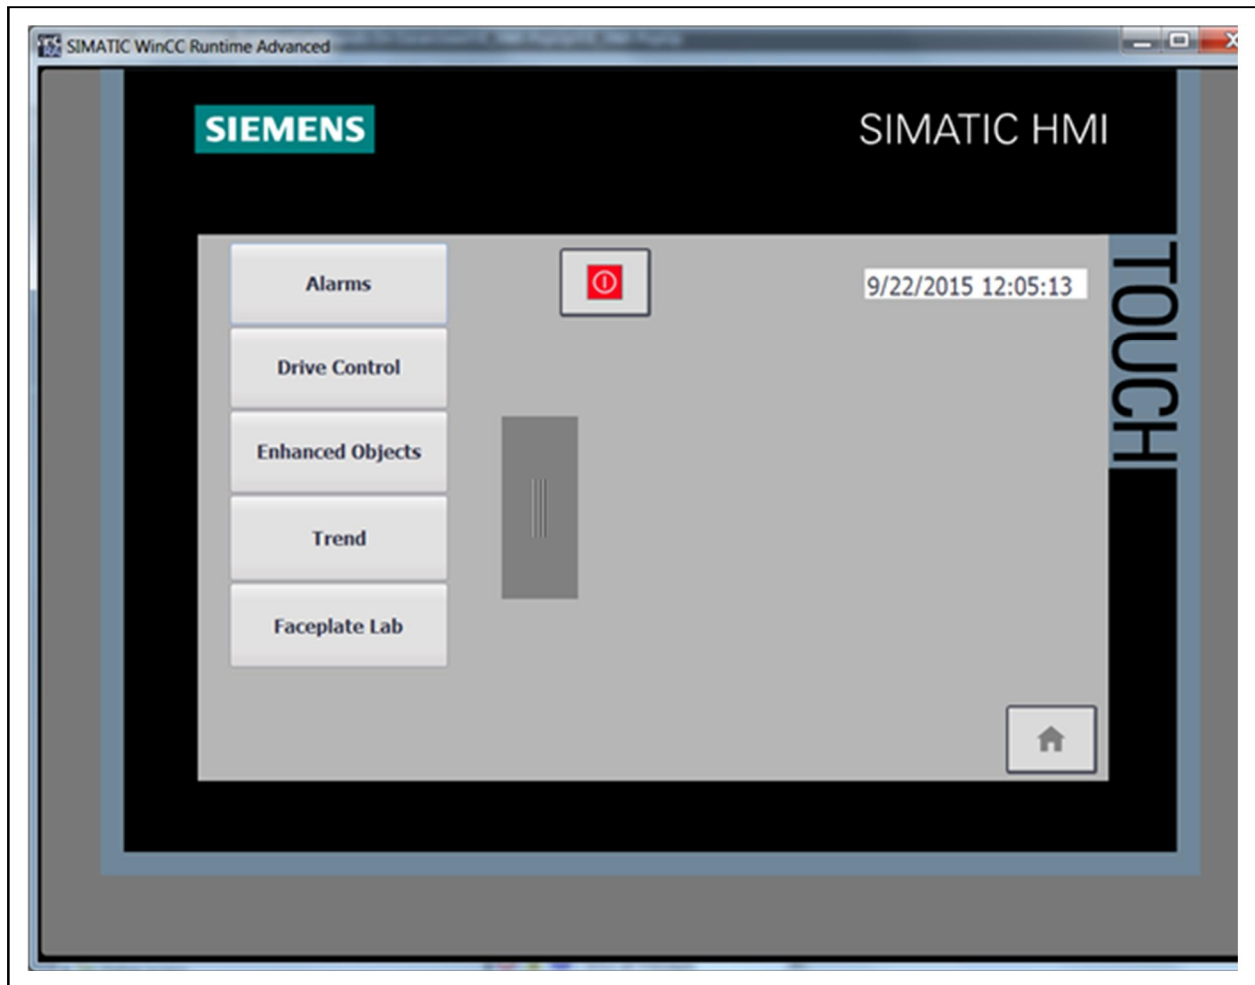 SIMATIC WinCC Runtime Advanced
SIEMENS
SIMATIC HMI
TOUCH
Alarms
9/22/2015 12:05:13
Drive Control
Enhanced Objects
Trend
Faceplate Lab